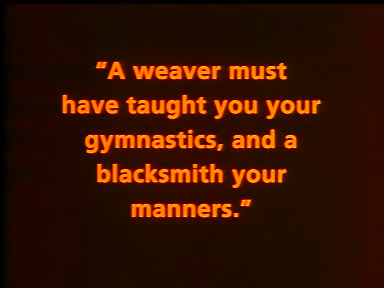 “A weaver must
have taught you your
gymnastics, and a
blacksmith your
manners.”